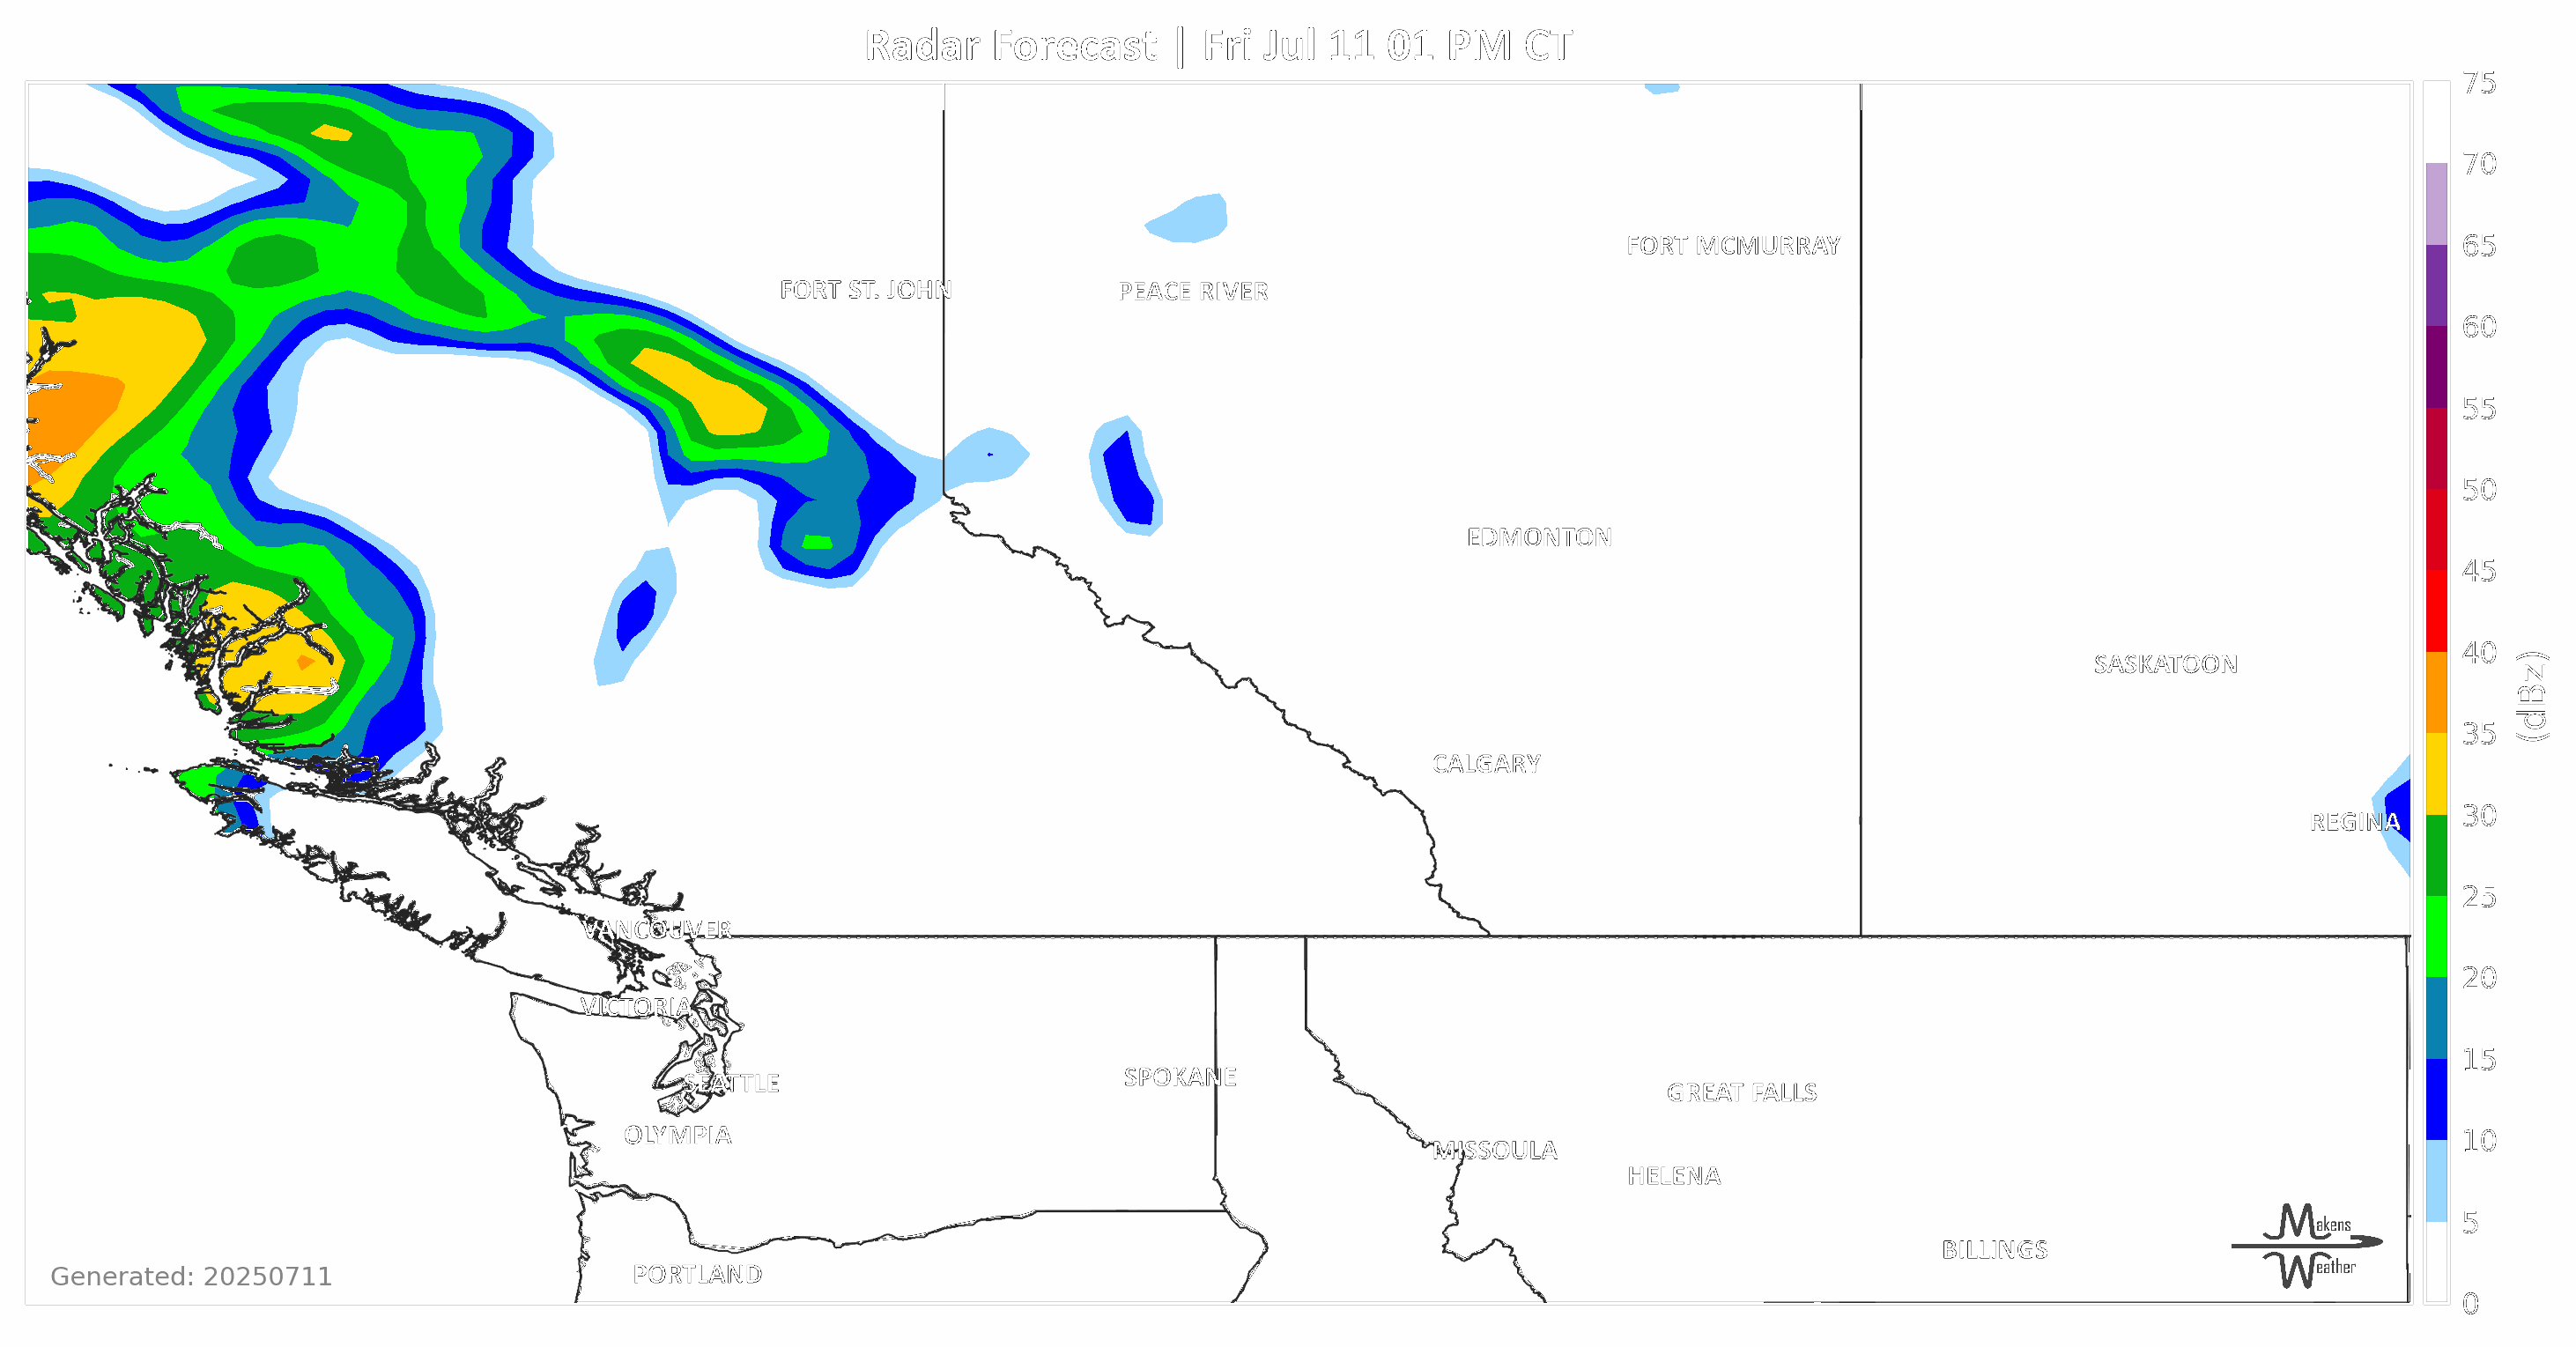 Radar Forecast | Fri Jul 11 01 PM CT
75
70
FORT MCMURRAY
65
FORT ST. JOHN
PEACE RIVER
60
55
50
EDMONTON
45
40
SASKATOON
(dBz)
35
CALGARY
30
REGINA
25
VANCOUVER
20
VICTORIA
15
SPOKANE
SEATTLE
GREAT FALLS
OLYMPIA
10
MISSOULA
HELENA
5
Makens
Weather
BILLINGS
PORTLAND
Generated: 20250711
0